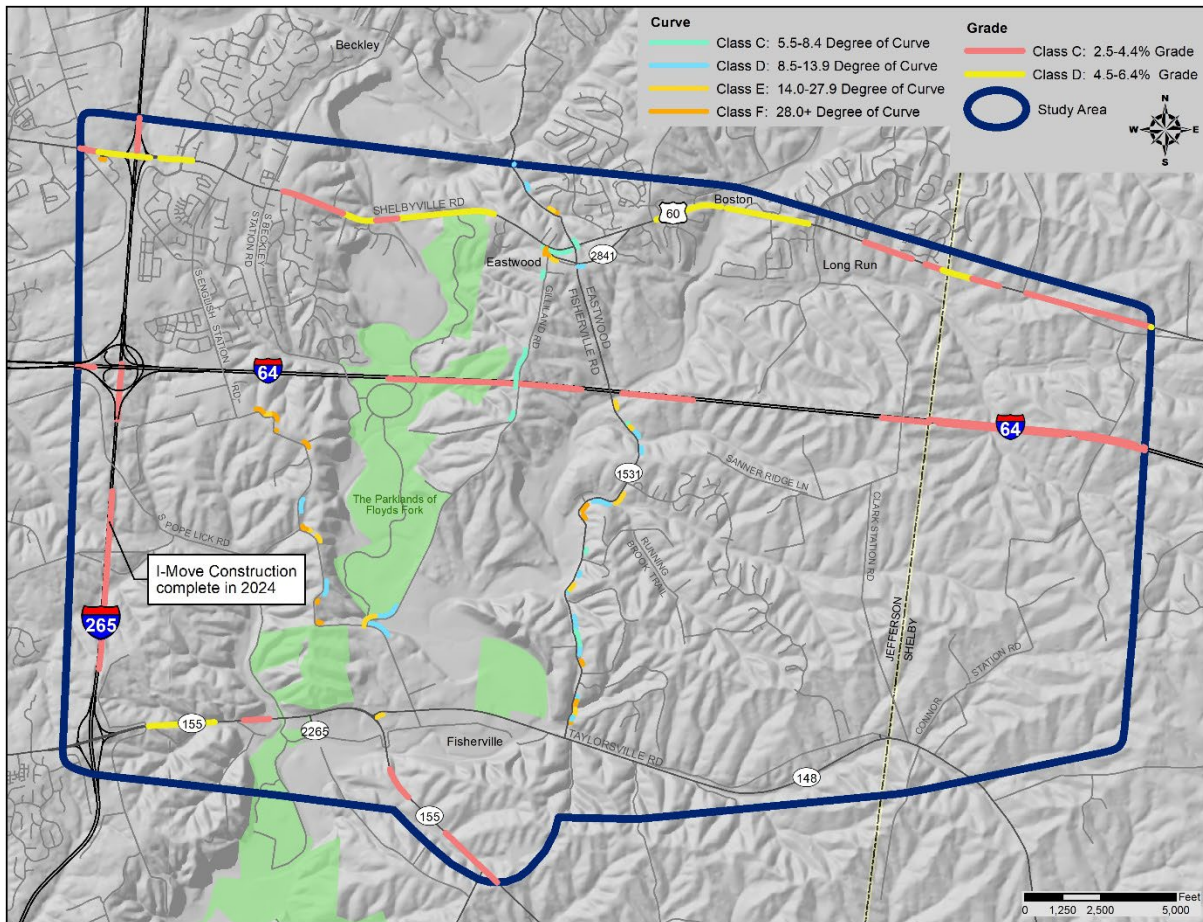 Curve
Class C: 5.5-8.4 Degree of Curve
Class D: 8.5-13.9 Degree of Curve
Class E: 14.0-27.9 Degree of Curve
Class F: 28.0+ Degree of Curve
Grade
Class C: 2.5-4.4% Grade
Class D: 4.5-6.4% Grade
Study Area
N
W E
S
Beckley
SHELBYVILLE RD
S BECKLEY
STATION RD
S ENGLISH STATION
RD
Eastwood
2841
60
Boston
Long Run
GILLILAND RD
EASTWOOD
FISHERVILLE RD
64
64
1531
SANNER RIDGE LN
CLARK STATION RD
The Parklands of
Floyds Fork
S POPE LICK RD
RUNNING
BROOK TRAIL
I-Move Construction
complete in 2024
265
JEFFERSON
SHELBY
CONNOR
STATION RD
155
2265
Fisherville
TAYLORSVILLE RD
148
155
Feet
0 1,250 2,500 5,000